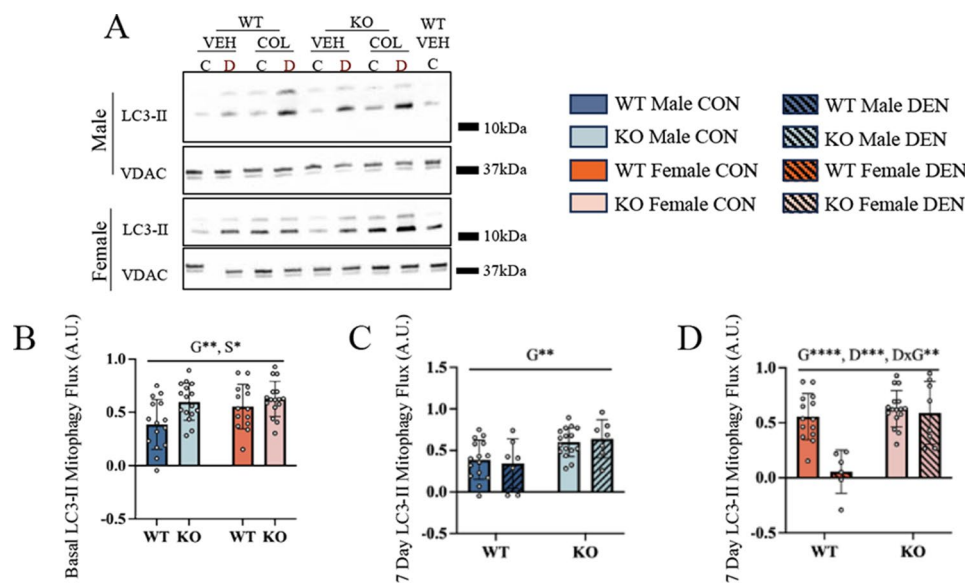 A
WT KO WT
VEH COL VEH COL VEH
C D C D C D C D C
Male
LC3-II
10kDa
VDAC
37kDa
Female
LC3-II
10kDa
VDAC
37kDa
WT Male CON
KO Male CON
WT Female CON
KO Female CON
WT Male DEN
KO Male DEN
WT Female DEN
KO Female DEN
B
Basal LC3-II Mitophagy Flux (A.U.)
G**, S*
1.0
0.5
0.0
-0.5
WT KO WT KO
C
7 Day LC3-II Mitophagy Flux (A.U.)
G**
1.5
1.0
0.5
0.0
-0.5
WT KO
D
7 Day LC3-II Mitophagy Flux (A.U.)
G****, D***, DxG**
1.0
0.5
0.0
-0.5
WT KO